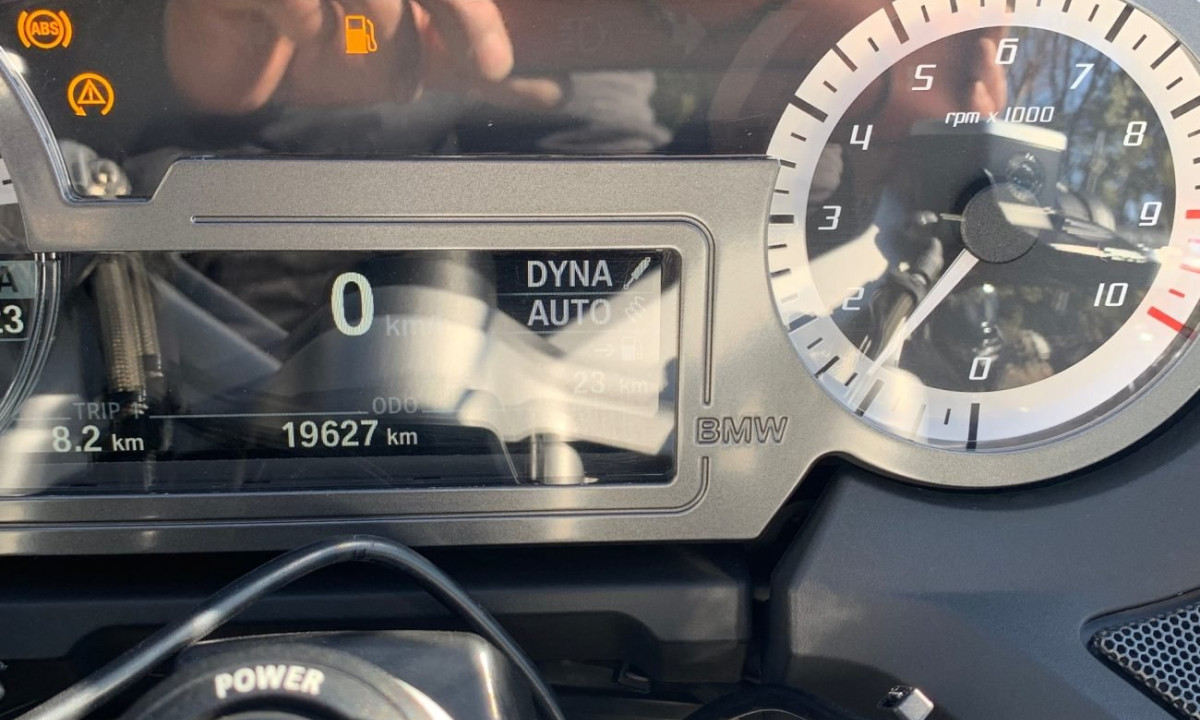 ABS
5
6
7
rpm x 1000
4
8
3
9
2
10
0
A
23
0 km/h
DYNA
AUTO
23 km
TRIP
ODO
8.2 km
19627 km
BMW
POWER